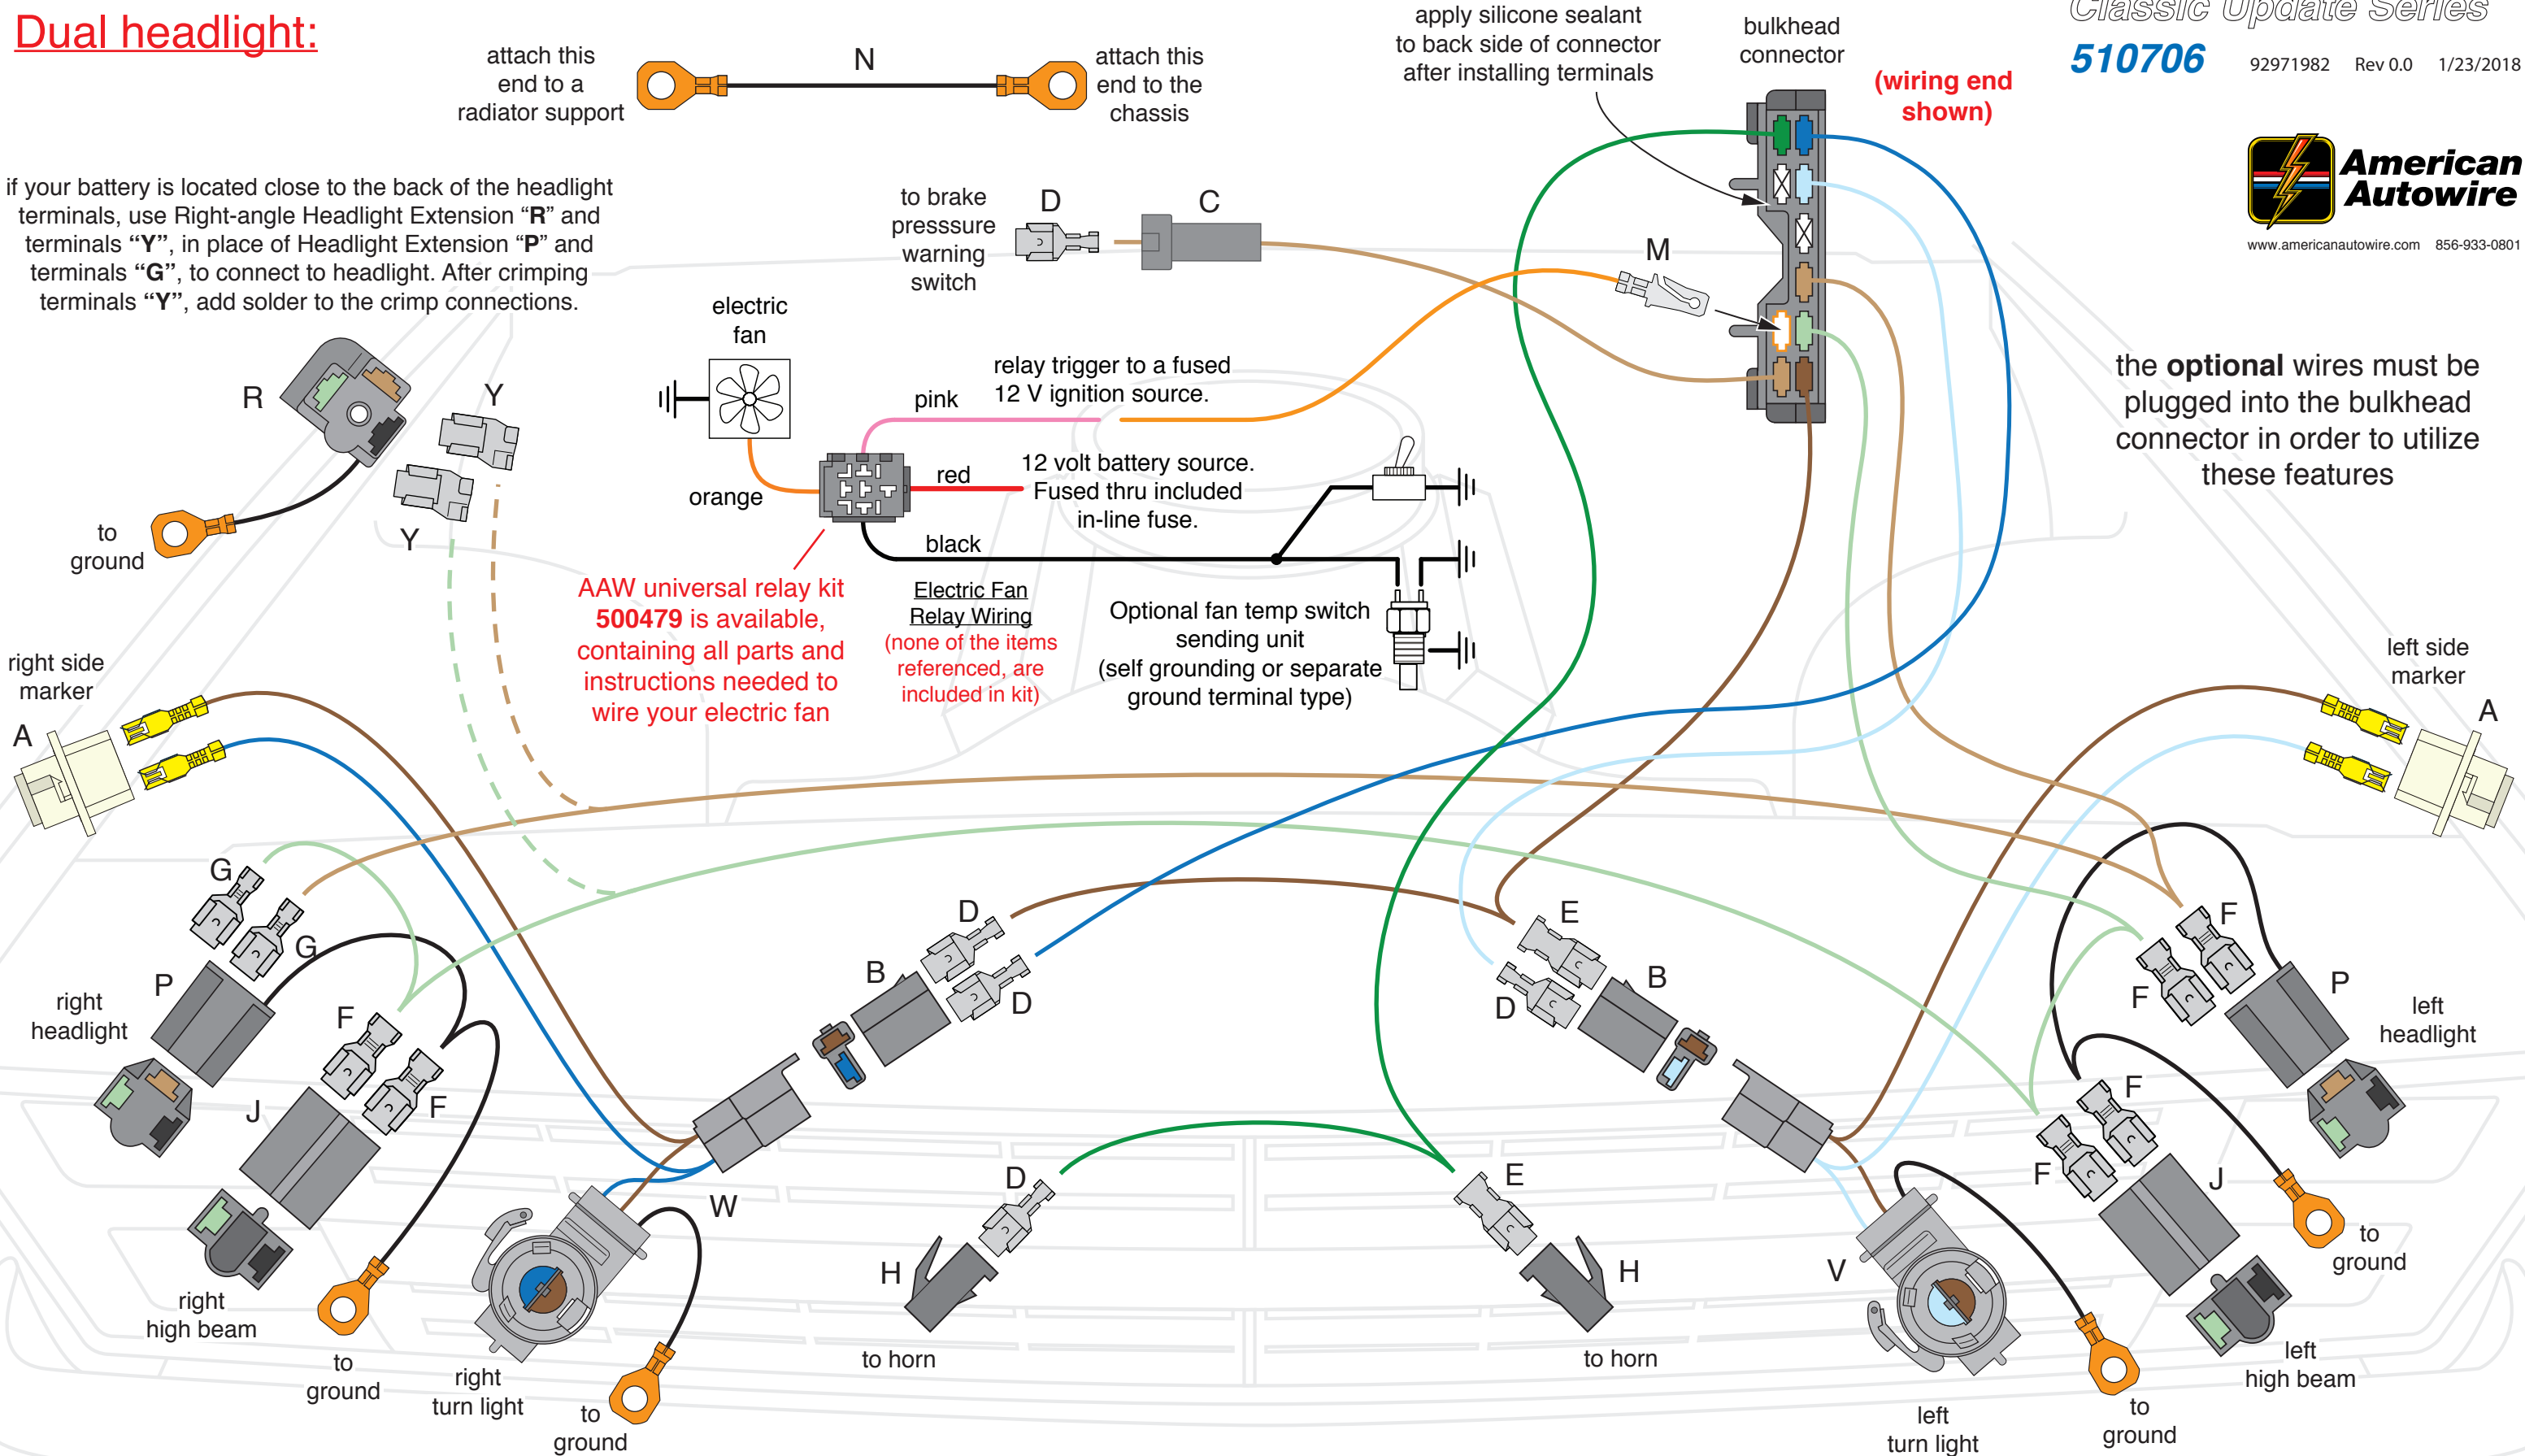 Dual headlight:
attach this
end to a
radiator support
N
attach this
end to the
chassis
apply silicone sealant
to back side of connector
after installing terminals
bulkhead
connector
(wiring end
shown)
Classic Update Series
510706 92971982 Rev 0.0 1/23/2018
American
Autowire
www.americanautowire.com 856-933-0801
if your battery is located close to the back of the headlight
terminals, use Right-angle Headlight Extension “R” and
terminals “Y”, in place of Headlight Extension “P” and
terminals “G”, to connect to headlight. After crimping
terminals “Y”, add solder to the crimp connections.
to brake
presssure
warning
switch
D
C
M
electric
fan
relay trigger to a fused
12 V ignition source.
pink
red
12 volt battery source.
Fused thru included
in-line fuse.
orange
black
the optional wires must be
plugged into the bulkhead
connector in order to utilize
these features
R
Y
Y
to
ground
AAW universal relay kit
500479 is available,
containing all parts and
instructions needed to
wire your electric fan
Electric Fan
Relay Wiring
(none of the items
referenced, are
included in kit)
Optional fan temp switch
sending unit
(self grounding or separate
ground terminal type)
right side
marker
A
left side
marker
A
G
G
P
right
headlight
F
F
J
right
high beam
to
ground
D
D
B
W
right
turn light
to
ground
D
H
to horn
E
D
B
E
H
to horn
V
left
turn light
to
ground
F
F
P
left
headlight
F
F
J
to
ground
left
high beam